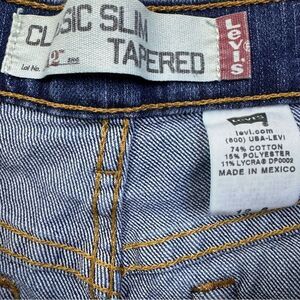 CLASSIC SLIM
TAPERED
Lot No.
Levi's
LEVI'S
levi.com
(800) USA-LEVI
74% COTTON
15% POLYESTER
11% LYCRA® DP0002
MADE IN MEXICO